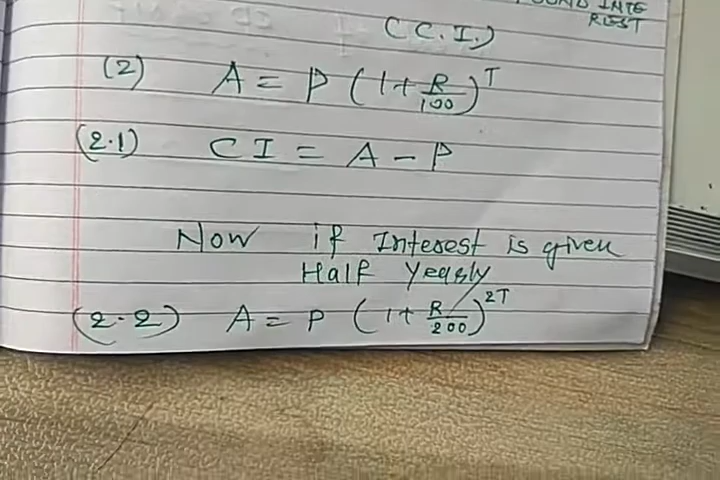 INTE
REST
(C.I.)
(2) A = P (1+R/100)^T
(2.1) CI = A - P
Now if Interest is given
Half Yearly
(2.2) A = P (1+R/200)^2T